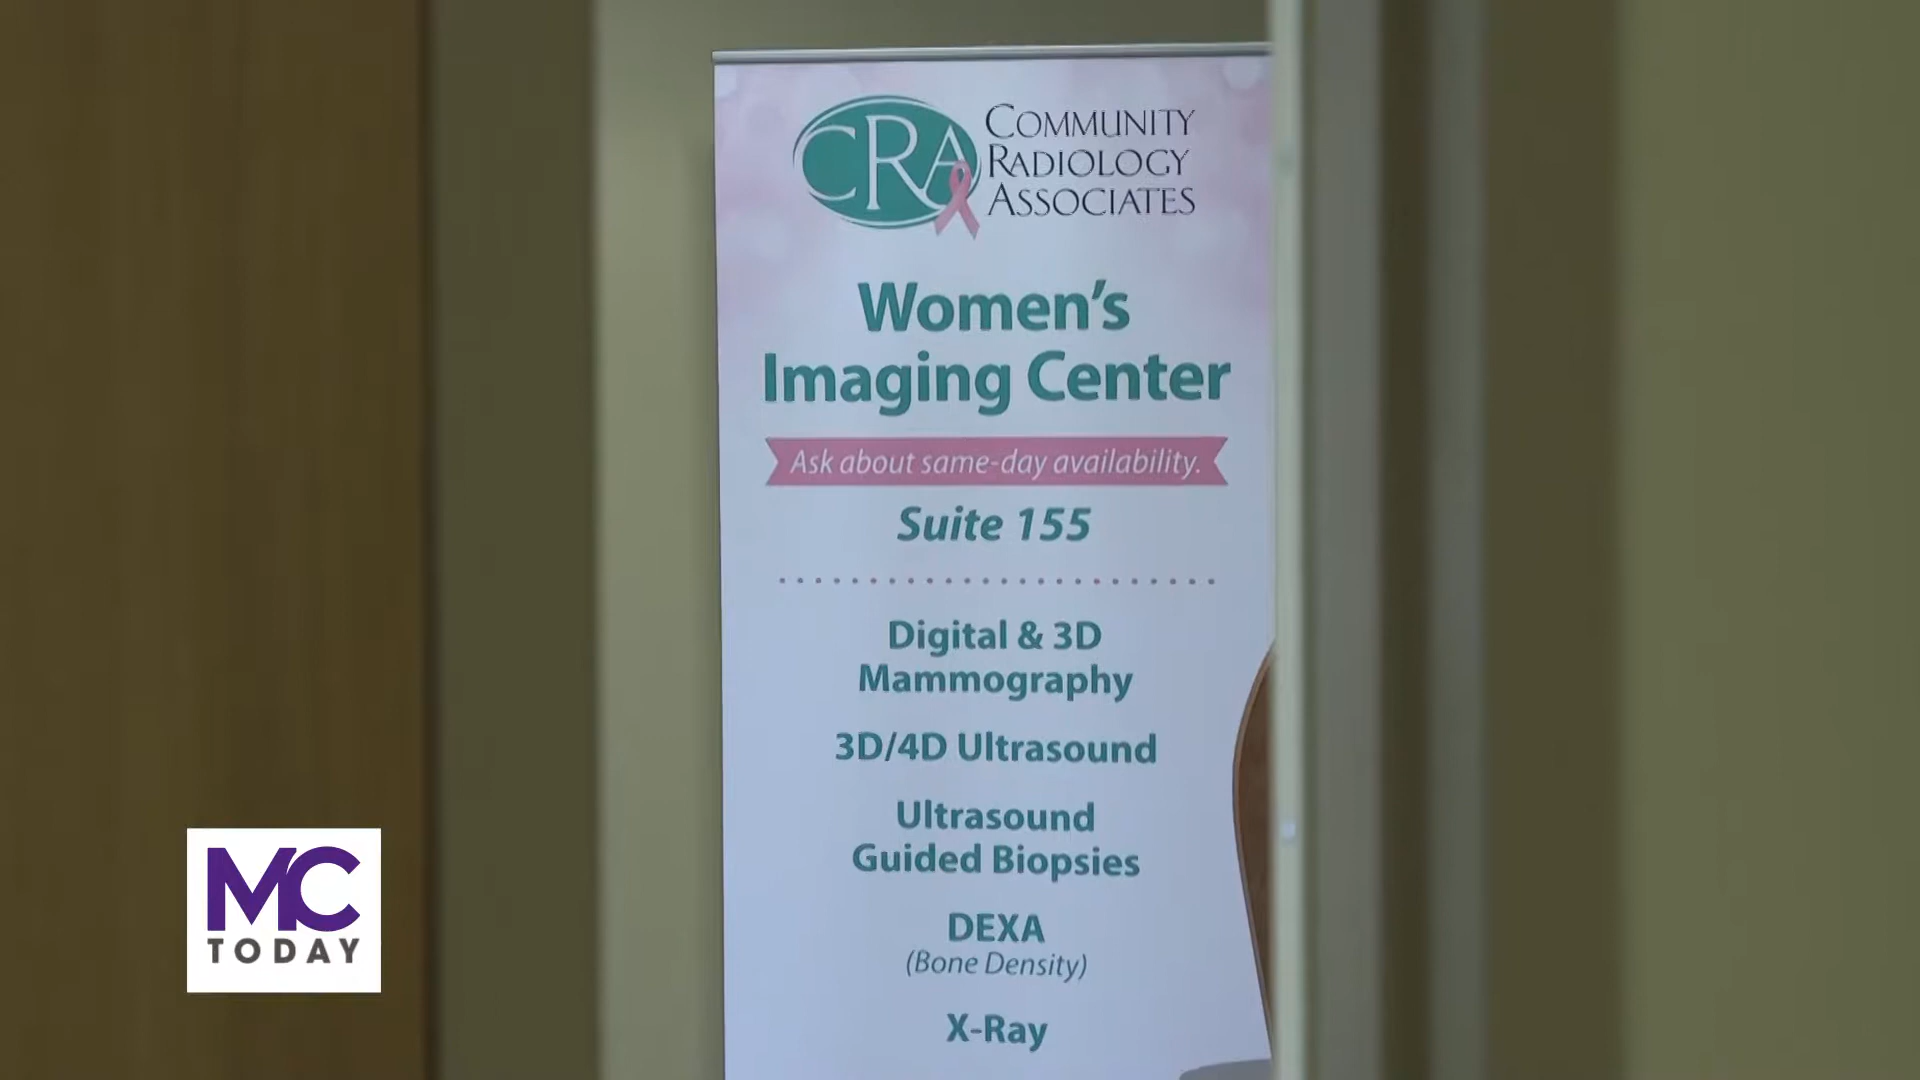 CRA
COMMUNITY
RADIOLOGY
ASSOCIATES
Women's
Imaging Center
Ask about same-day availability.
Suite 155
Digital & 3D
Mammography
3D/4D Ultrasound
Ultrasound
Guided Biopsies
DEXA
(Bone Density)
X-Ray
MC
TODAY